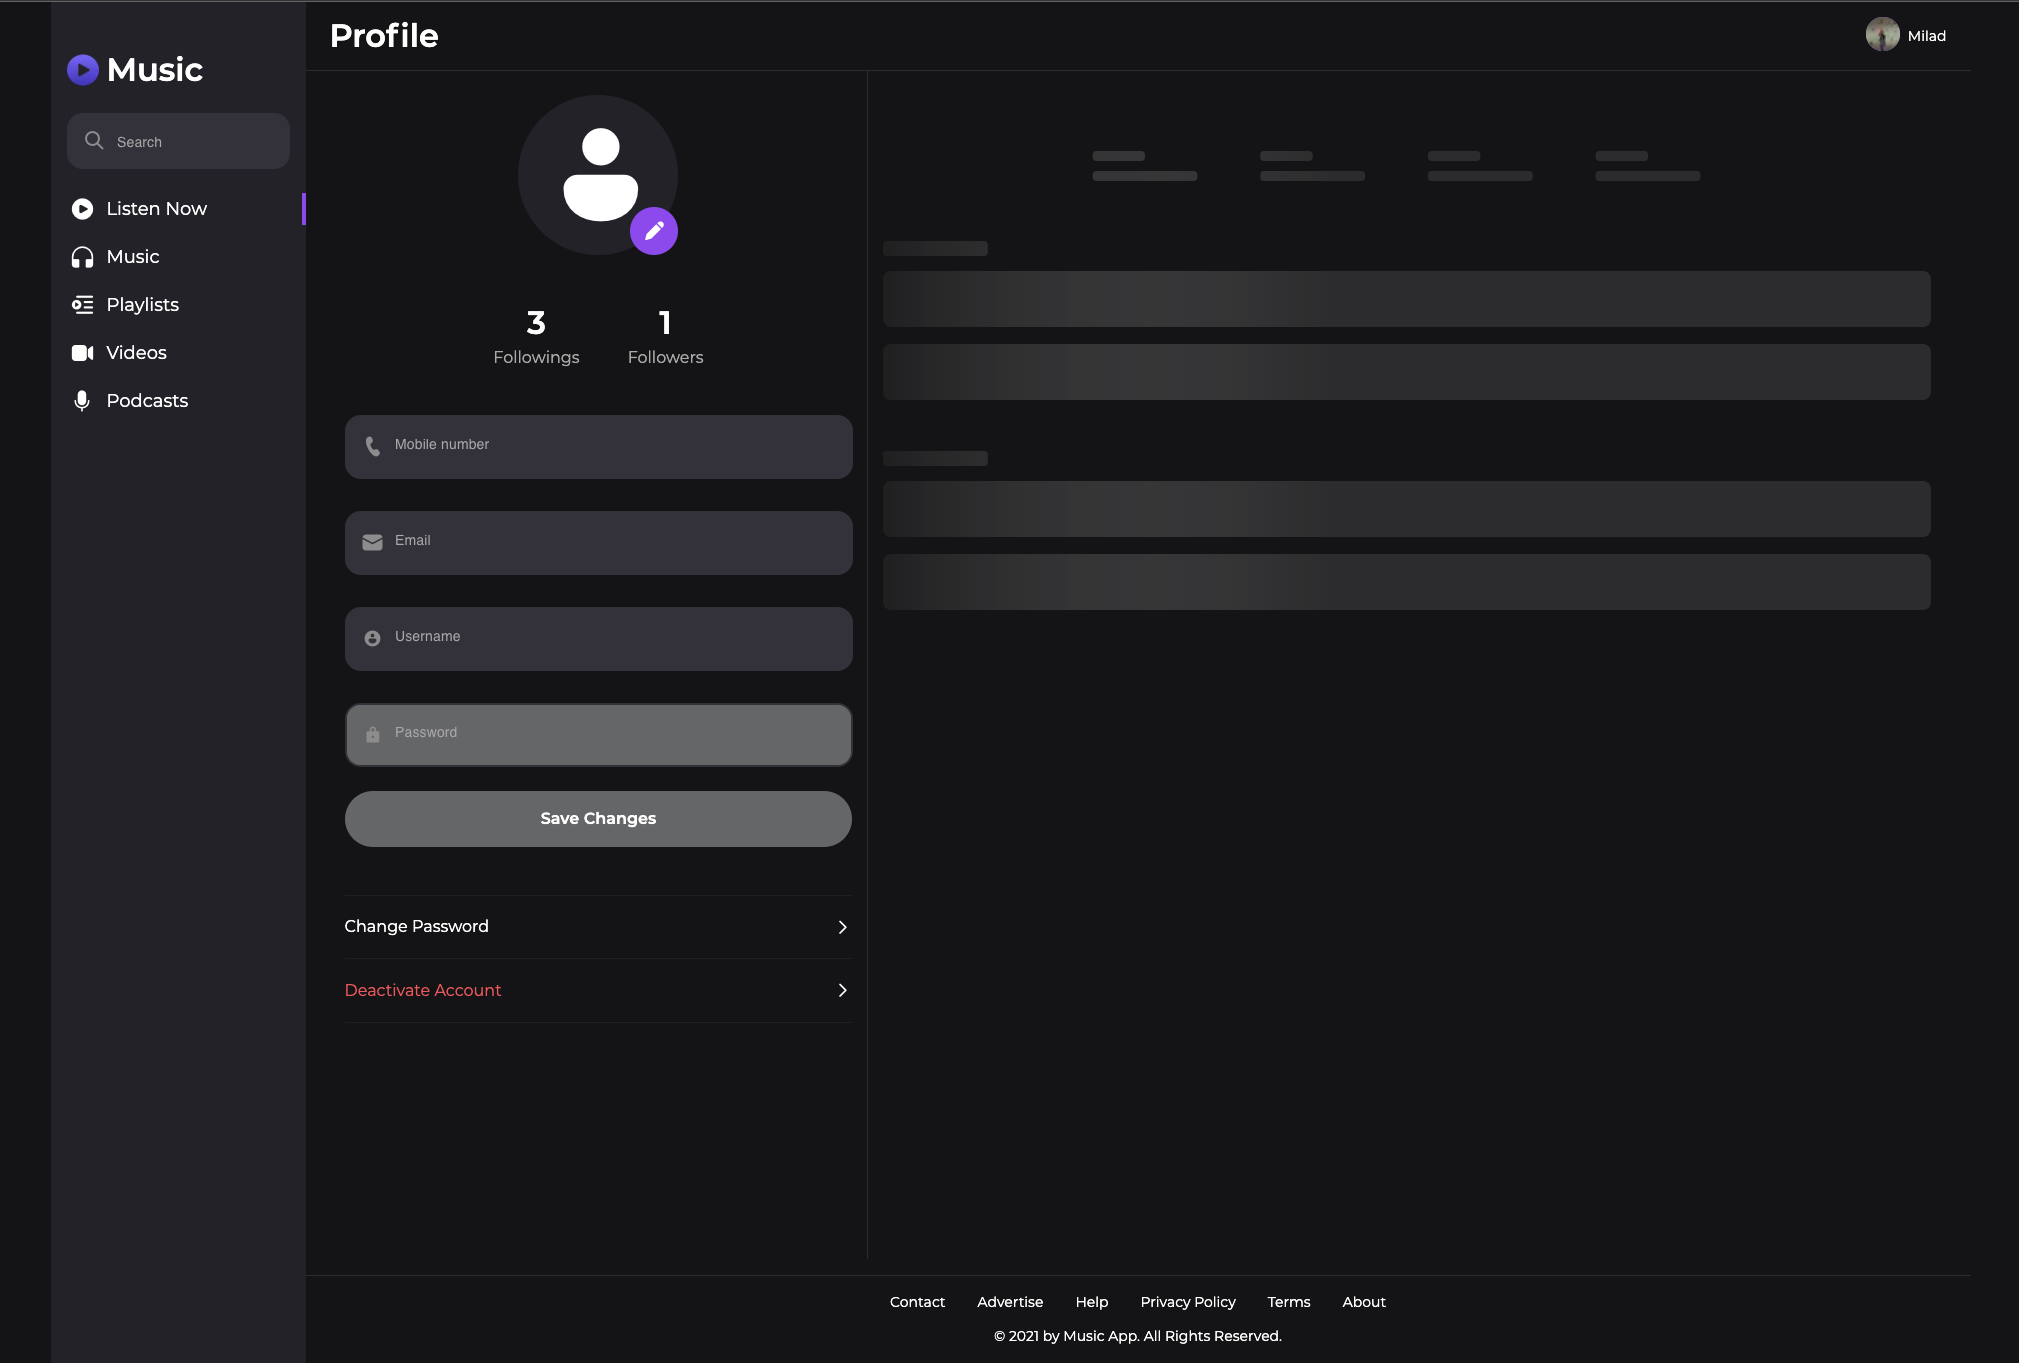 Music
Search
Listen Now
Music
Playlists
Videos
Podcasts
Profile
Milad
3 1
Followings Followers
Mobile number
Email
Username
Password
Save Changes
Change Password
Deactivate Account
Contact Advertise Help Privacy Policy Terms About
© 2021 by Music App. All Rights Reserved.